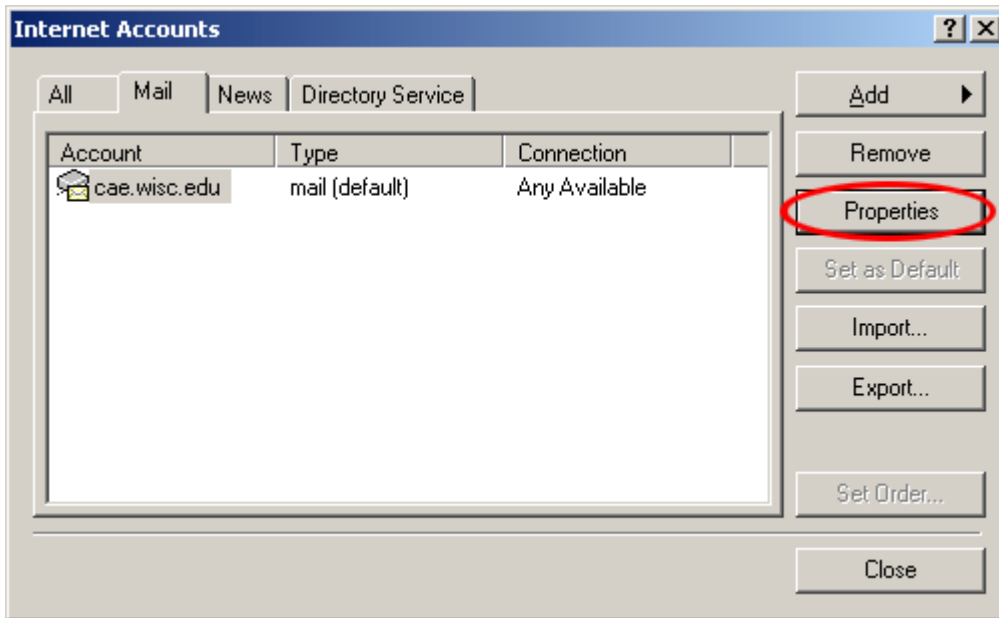 Internet Accounts
All Mail News Directory Service
Account Type Connection
cae.wisc.edu mail (default) Any Available
Add
Remove
Properties
Set as Default
Import...
Export...
Set Order...
Close